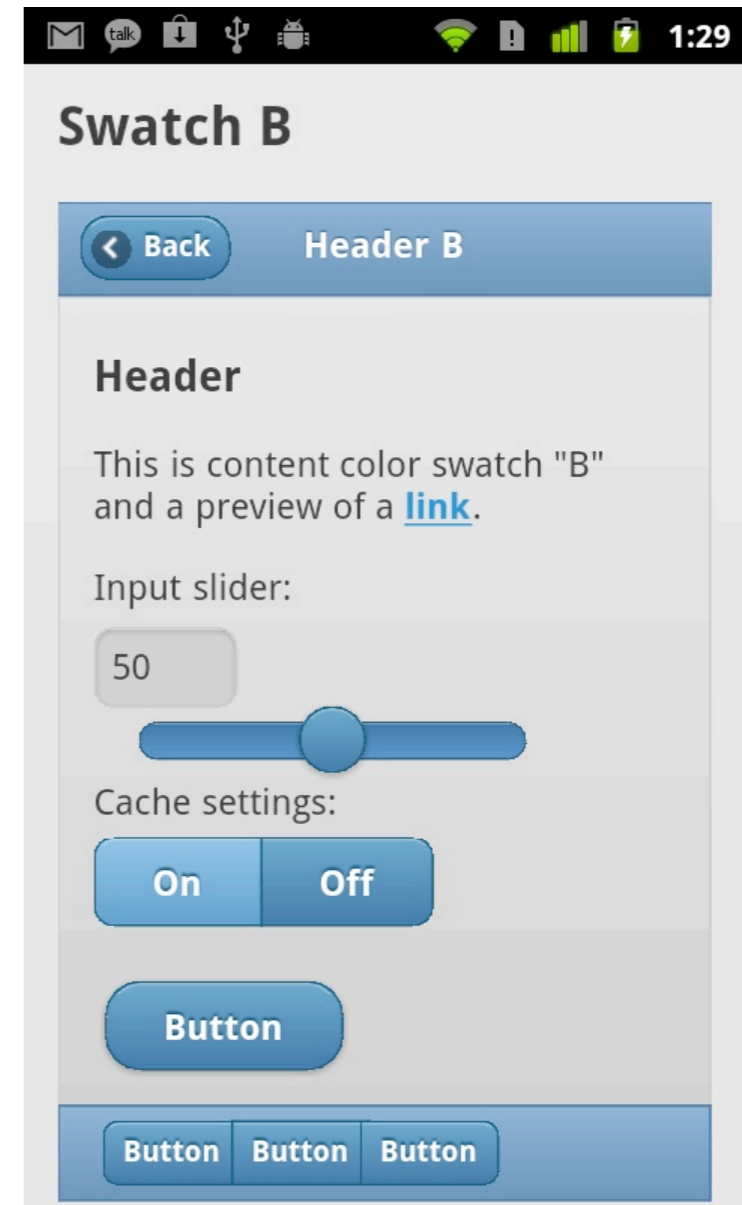 talk 1:29
Swatch B
Back Header B
Header
This is content color swatch "B"
and a preview of a link.
Input slider:
50
Cache settings:
On Off
Button
Button Button Button